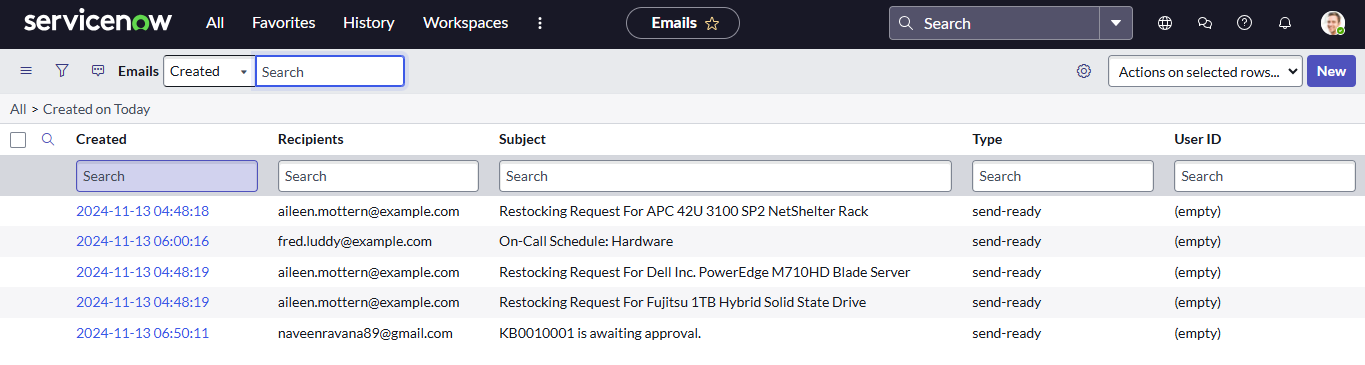 servicenow All Favorites History Workspaces Emails Search
Emails Created Search Actions on selected rows... New
All > Created on Today
Created Recipients Subject Type User ID
Search Search Search Search Search
2024-11-13 04:48:18 aileen.mottern@example.com Restocking Request For APC 42U 3100 SP2 NetShelter Rack send-ready (empty)
2024-11-13 06:00:16 fred.luddy@example.com On-Call Schedule: Hardware send-ready (empty)
2024-11-13 04:48:19 aileen.mottern@example.com Restocking Request For Dell Inc. PowerEdge M710HD Blade Server send-ready (empty)
2024-11-13 04:48:19 aileen.mottern@example.com Restocking Request For Fujitsu 1TB Hybrid Solid State Drive send-ready (empty)
2024-11-13 06:50:11 naveenravana89@gmail.com KB0010001 is awaiting approval. send-ready (empty)